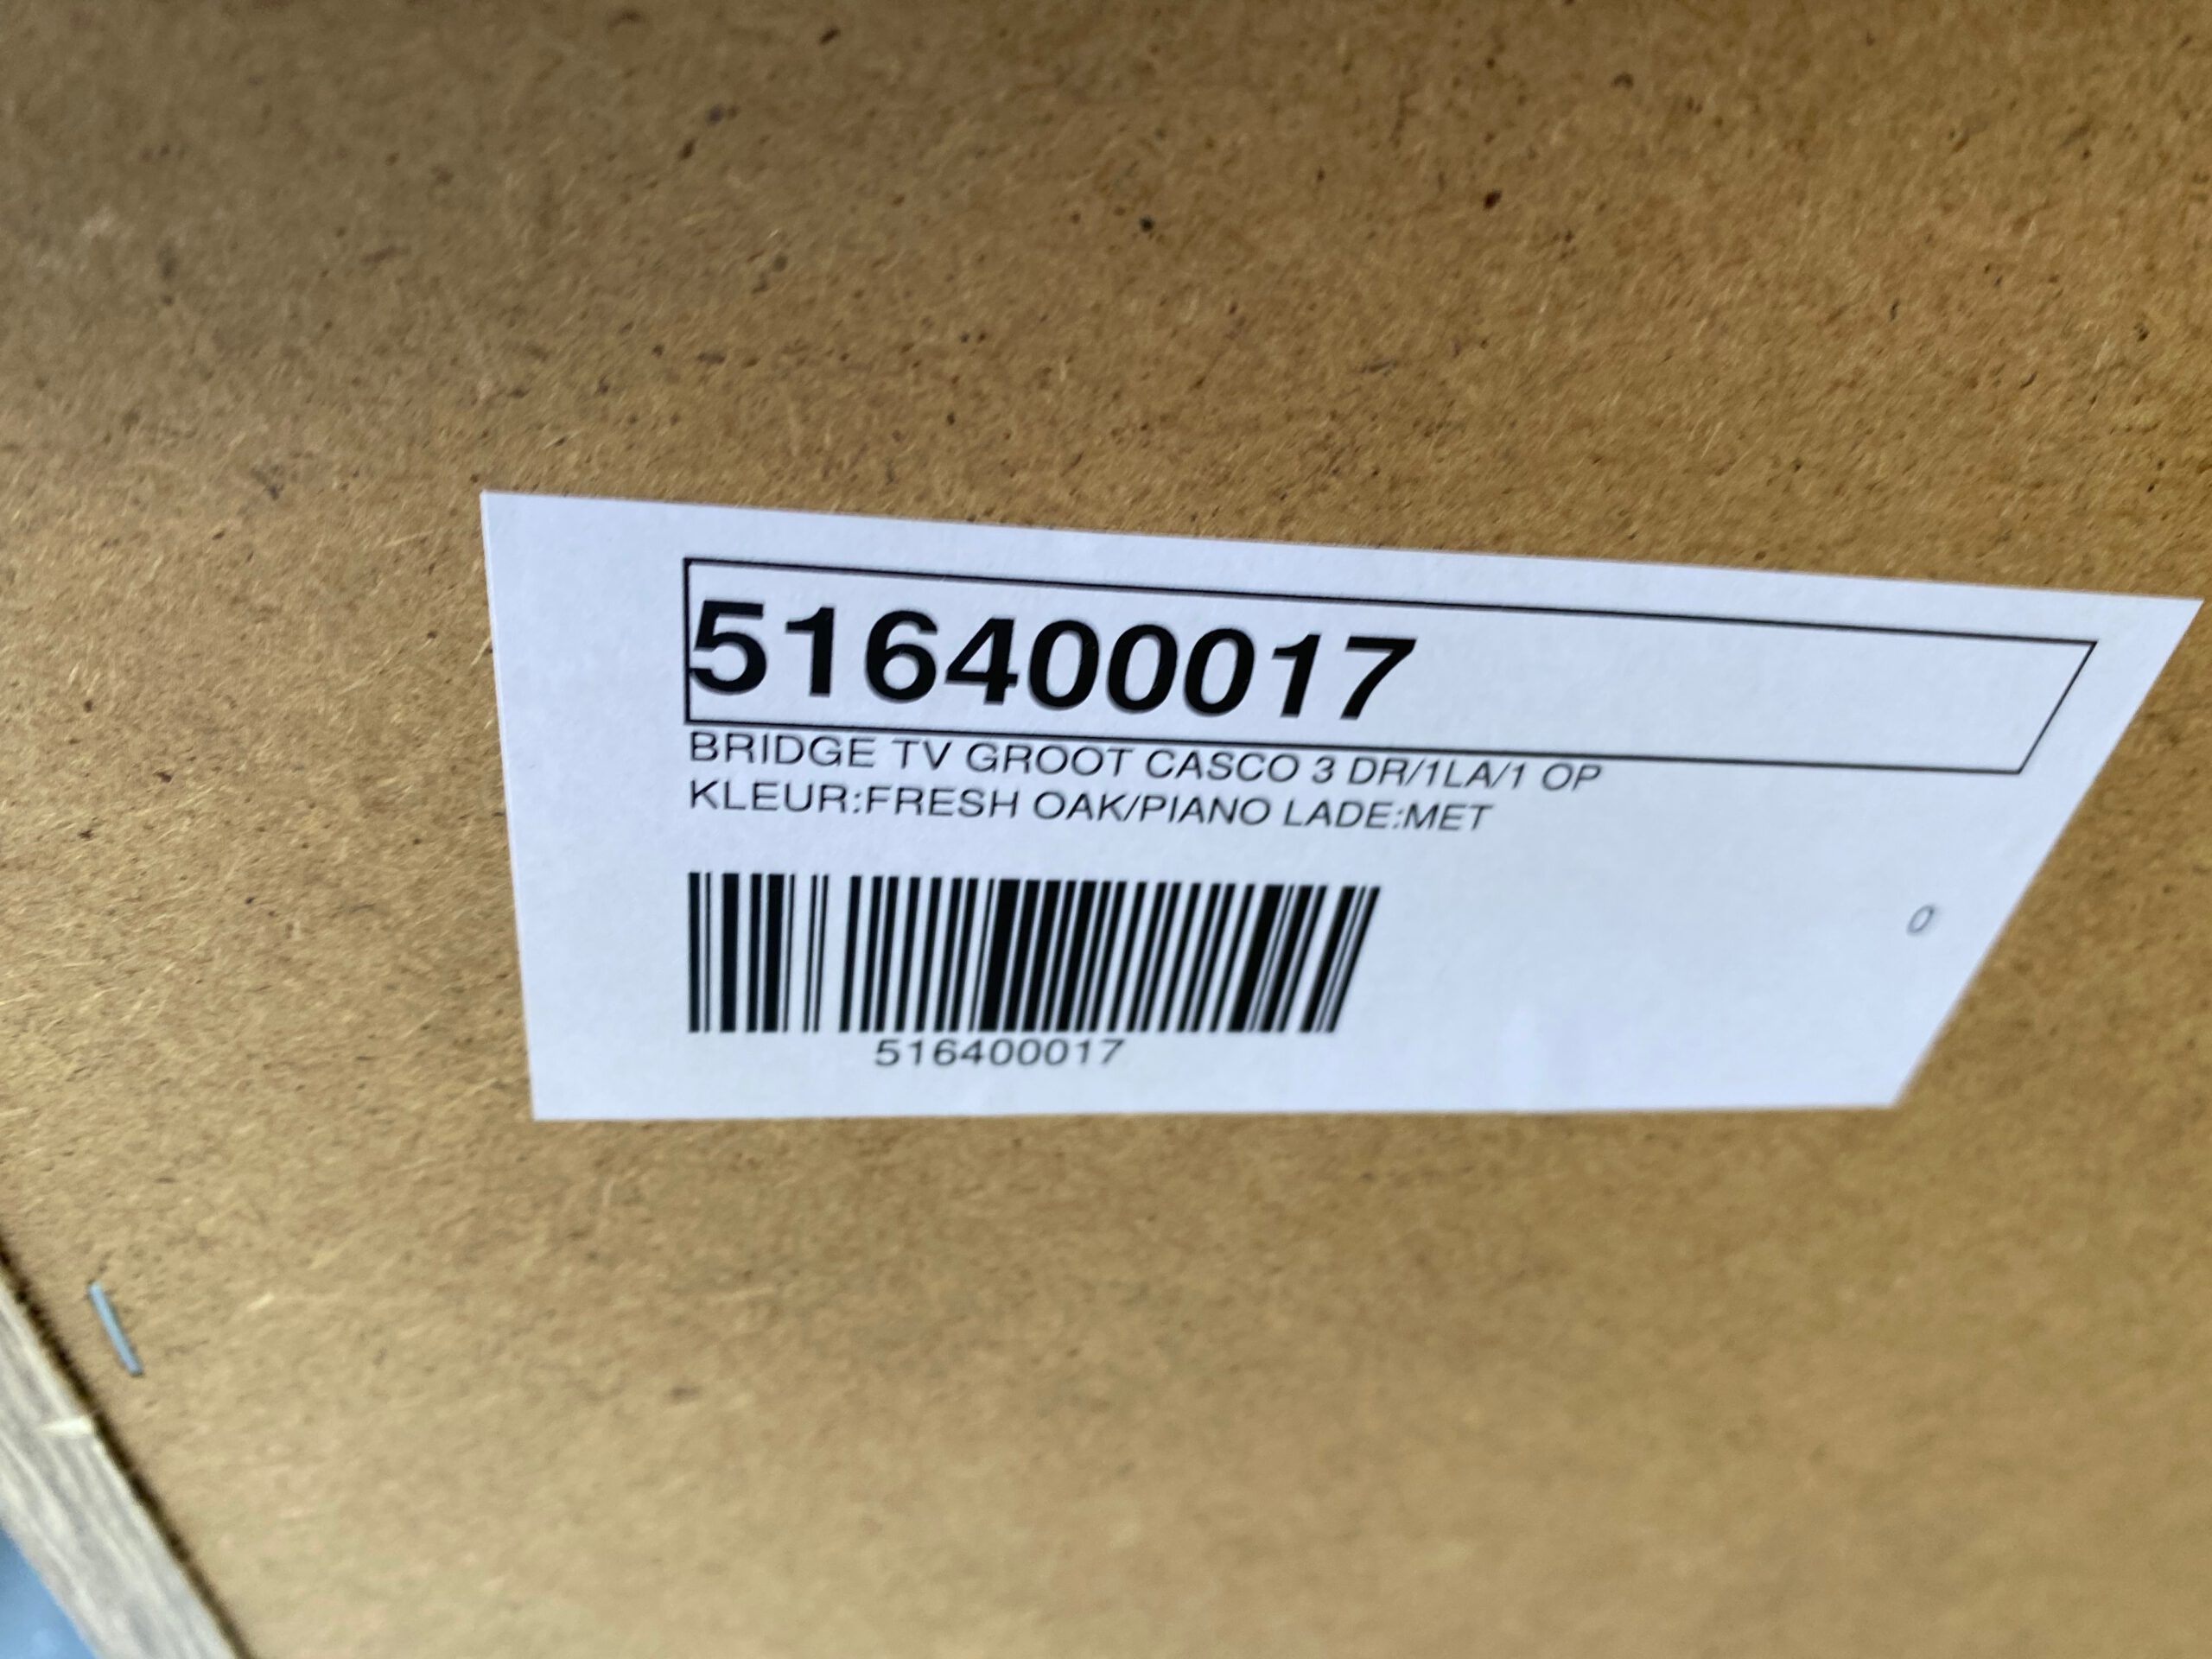 516400017
BRIDGE TV GROOT CASCO 3 DR/1LA/1 OP
KLEUR:FRESH OAK/PIANO LADE:MET
0
516400017